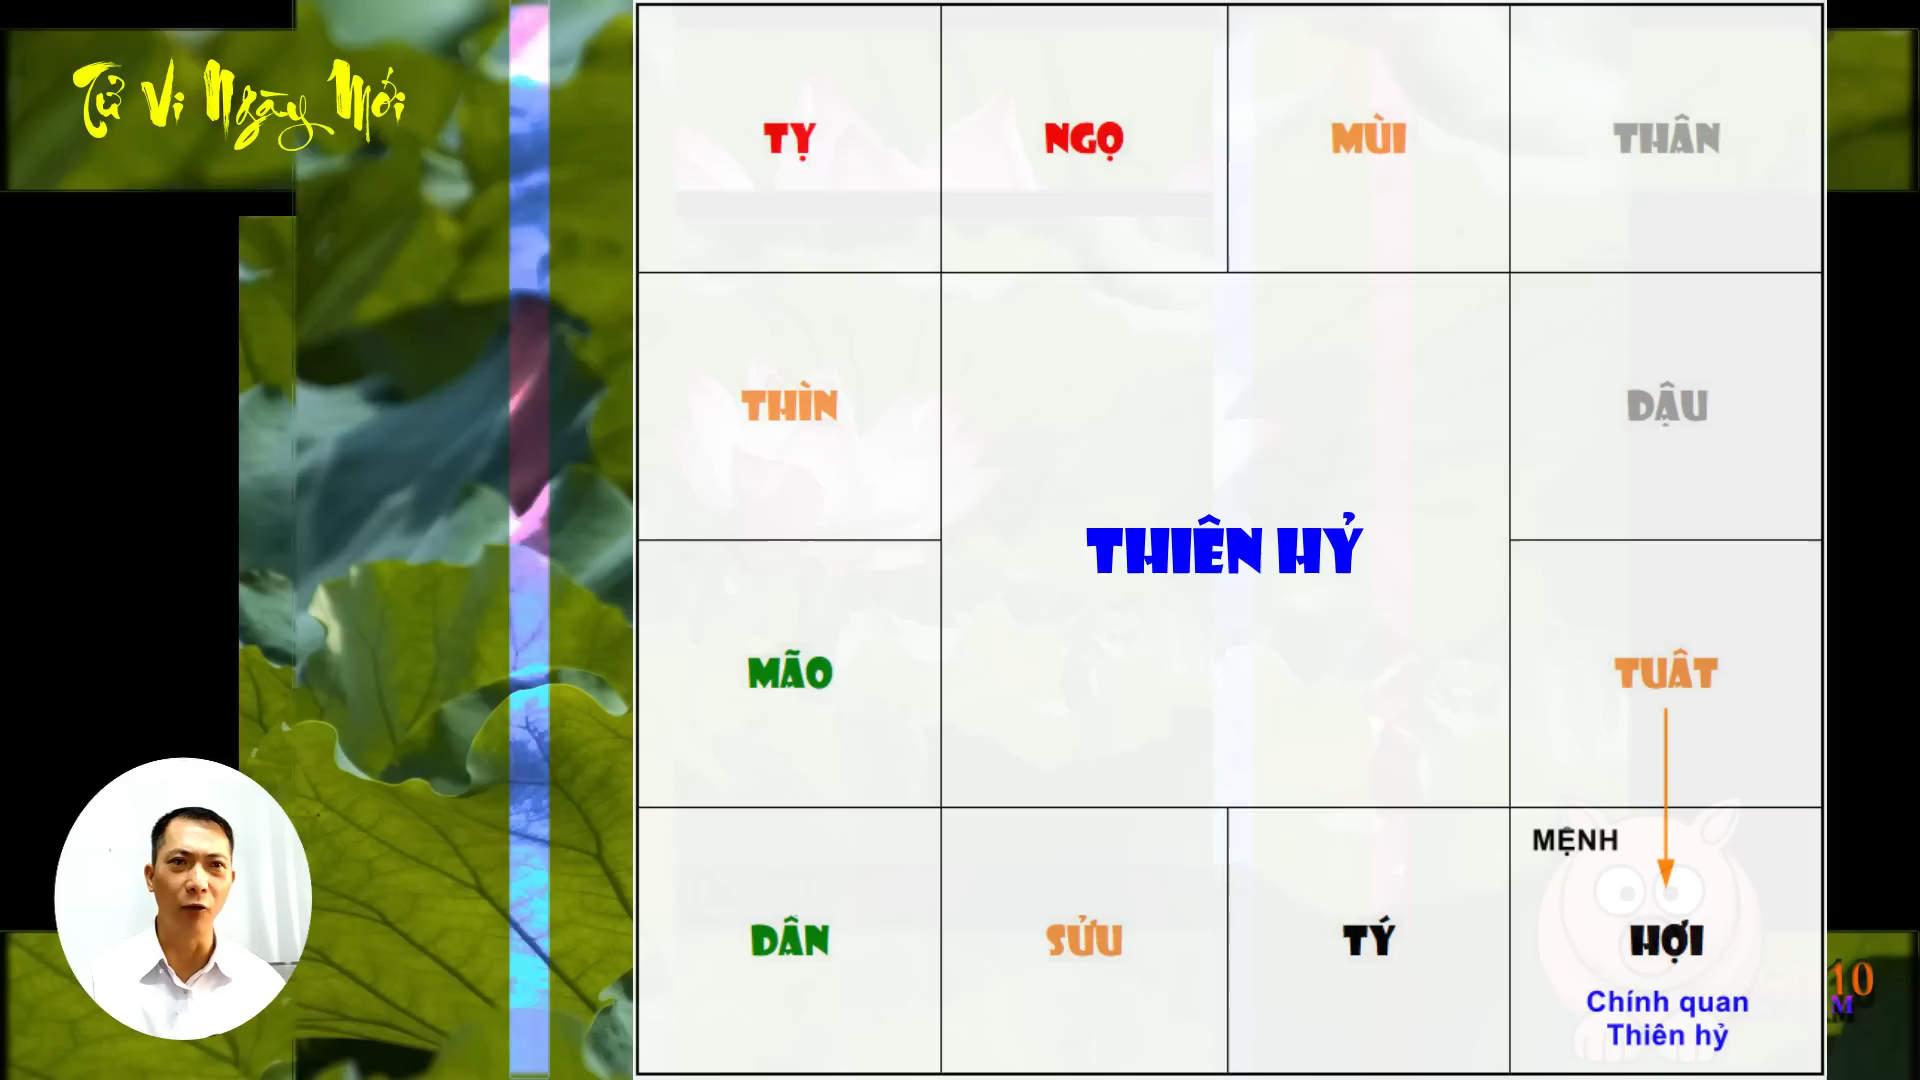 Tử Vi Ngày Mới
TỴ
NGỌ
MÙI
THÂN
THÌN
DẬU
THIÊN HỶ
MÃO
TUẤT
MỆNH
DẦN
SỬU
TÝ
HỢI
Chính quan
Thiên hỷ
10
M